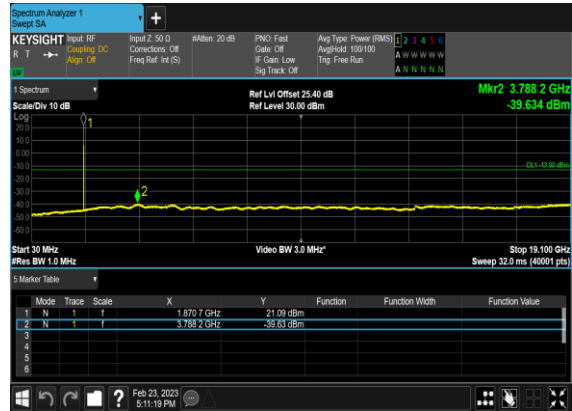 Spectrum Analyzer 1
Swept SA
+
KEYSIGHT Input: RF Input Z: 50 Ω #Atten: 20 dB PNO: Fast Avg Type: Power (RMS) 1 2 3 4 5 6
R T Coupling: DC Corrections: Off Gate: Off Avg|Hold: 100/100 A W W W W W
Align: Off Freq Ref: Int (S) IF Gain: Low Trig: Free Run
LW Sig Track: Off A N N N N N
1 Spectrum Ref Lvl Offset 25.40 dB Mkr2 3.788 2 GHz
Scale/Div 10 dB Ref Level 30.00 dBm -39.634 dBm
Log
20.0 1
10.0
0.00
-10.0 DL1 -13.00 dBm
-20.0
-30.0 2
-40.0
-50.0
-60.0
Start 30 MHz Video BW 3.0 MHz* Stop 19.100 GHz
#Res BW 1.0 MHz Sweep 32.0 ms (40001 pts)
5 Marker Table
Mode Trace Scale X Y Function Function Width Function Value
1 N 1 f 1.870 7 GHz 21.09 dBm
2 N 1 f 3.788 2 GHz -39.63 dBm
3
4
5
6
? Feb 23, 2023
5:11:19 PM